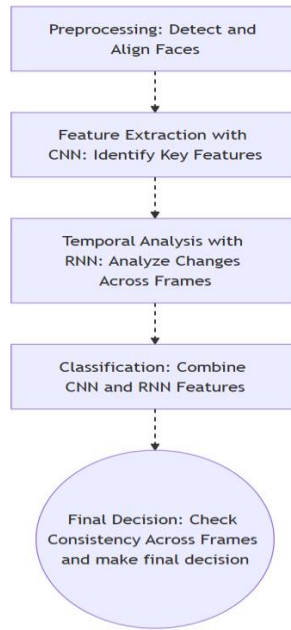 Preprocessing: Detect and
Align Faces
Feature Extraction with
CNN: Identify Key Features
Temporal Analysis with
RNN: Analyze Changes
Across Frames
Classification: Combine
CNN and RNN Features
Final Decision: Check
Consistency Across Frames
and make final decision